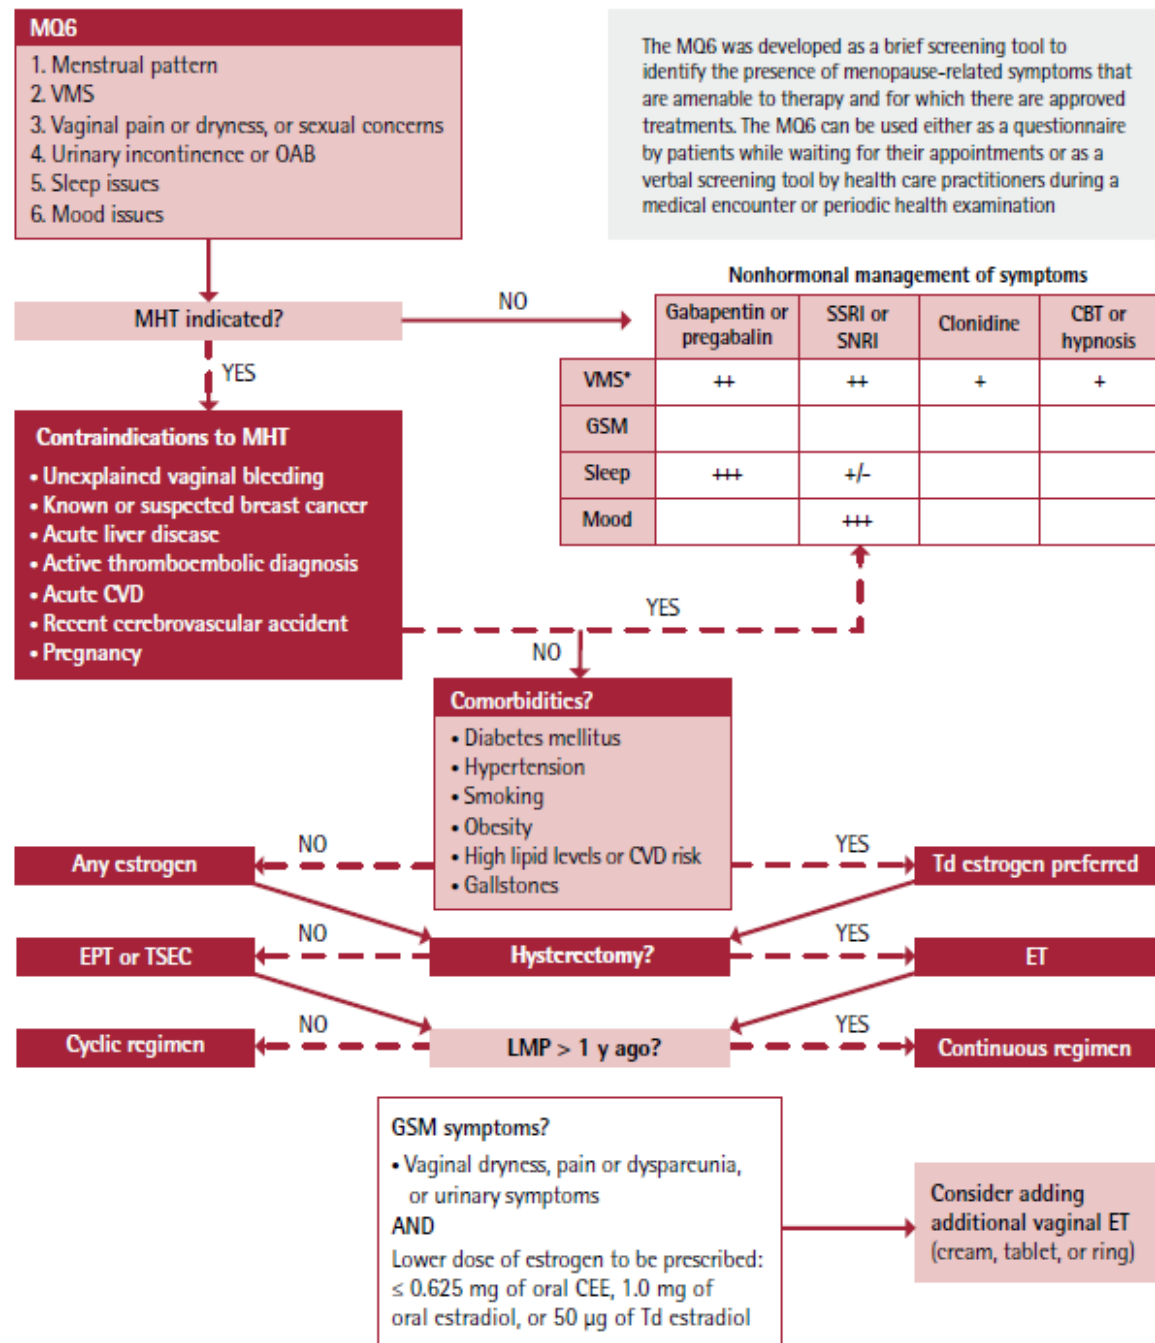 MQ6
1. Menstrual pattern
2. VMS
3. Vaginal pain or dryness, or sexual concerns
4. Urinary incontinence or OAB
5. Sleep issues
6. Mood issues
The MQ6 was developed as a brief screening tool to
identify the presence of menopause-related symptoms that
are amenable to therapy and for which there are approved
treatments. The MQ6 can be used either as a questionnaire
by patients while waiting for their appointments or as a
verbal screening tool by health care practitioners during a
medical encounter or periodic health examination
MHT indicated?
NO
YES
Nonhormonal management of symptoms
Gabapentin or pregabalin SSRI or SNRI Clonidine CBT or hypnosis
VMS* ++ ++ + +
GSM
Sleep +++ +/-
Mood +++
Contraindications to MHT
• Unexplained vaginal bleeding
• Known or suspected breast cancer
• Acute liver disease
• Active thromboembolic diagnosis
• Acute CVD
• Recent cerebrovascular accident
• Pregnancy
YES
NO
Comorbidities?
• Diabetes mellitus
• Hypertension
• Smoking
• Obesity
• High lipid levels or CVD risk
• Gallstones
NO
YES
Any estrogen
Td estrogen preferred
NO
YES
EPT or TSEC
Hysterectomy?
ET
NO
YES
Cyclic regimen
LMP > 1 y ago?
Continuous regimen
GSM symptoms?
• Vaginal dryness, pain or dyspareunia,
or urinary symptoms
AND
Lower dose of estrogen to be prescribed:
≤ 0.625 mg of oral CEE, 1.0 mg of
oral estradiol, or 50 µg of Td estradiol
Consider adding
additional vaginal ET
(cream, tablet, or ring)